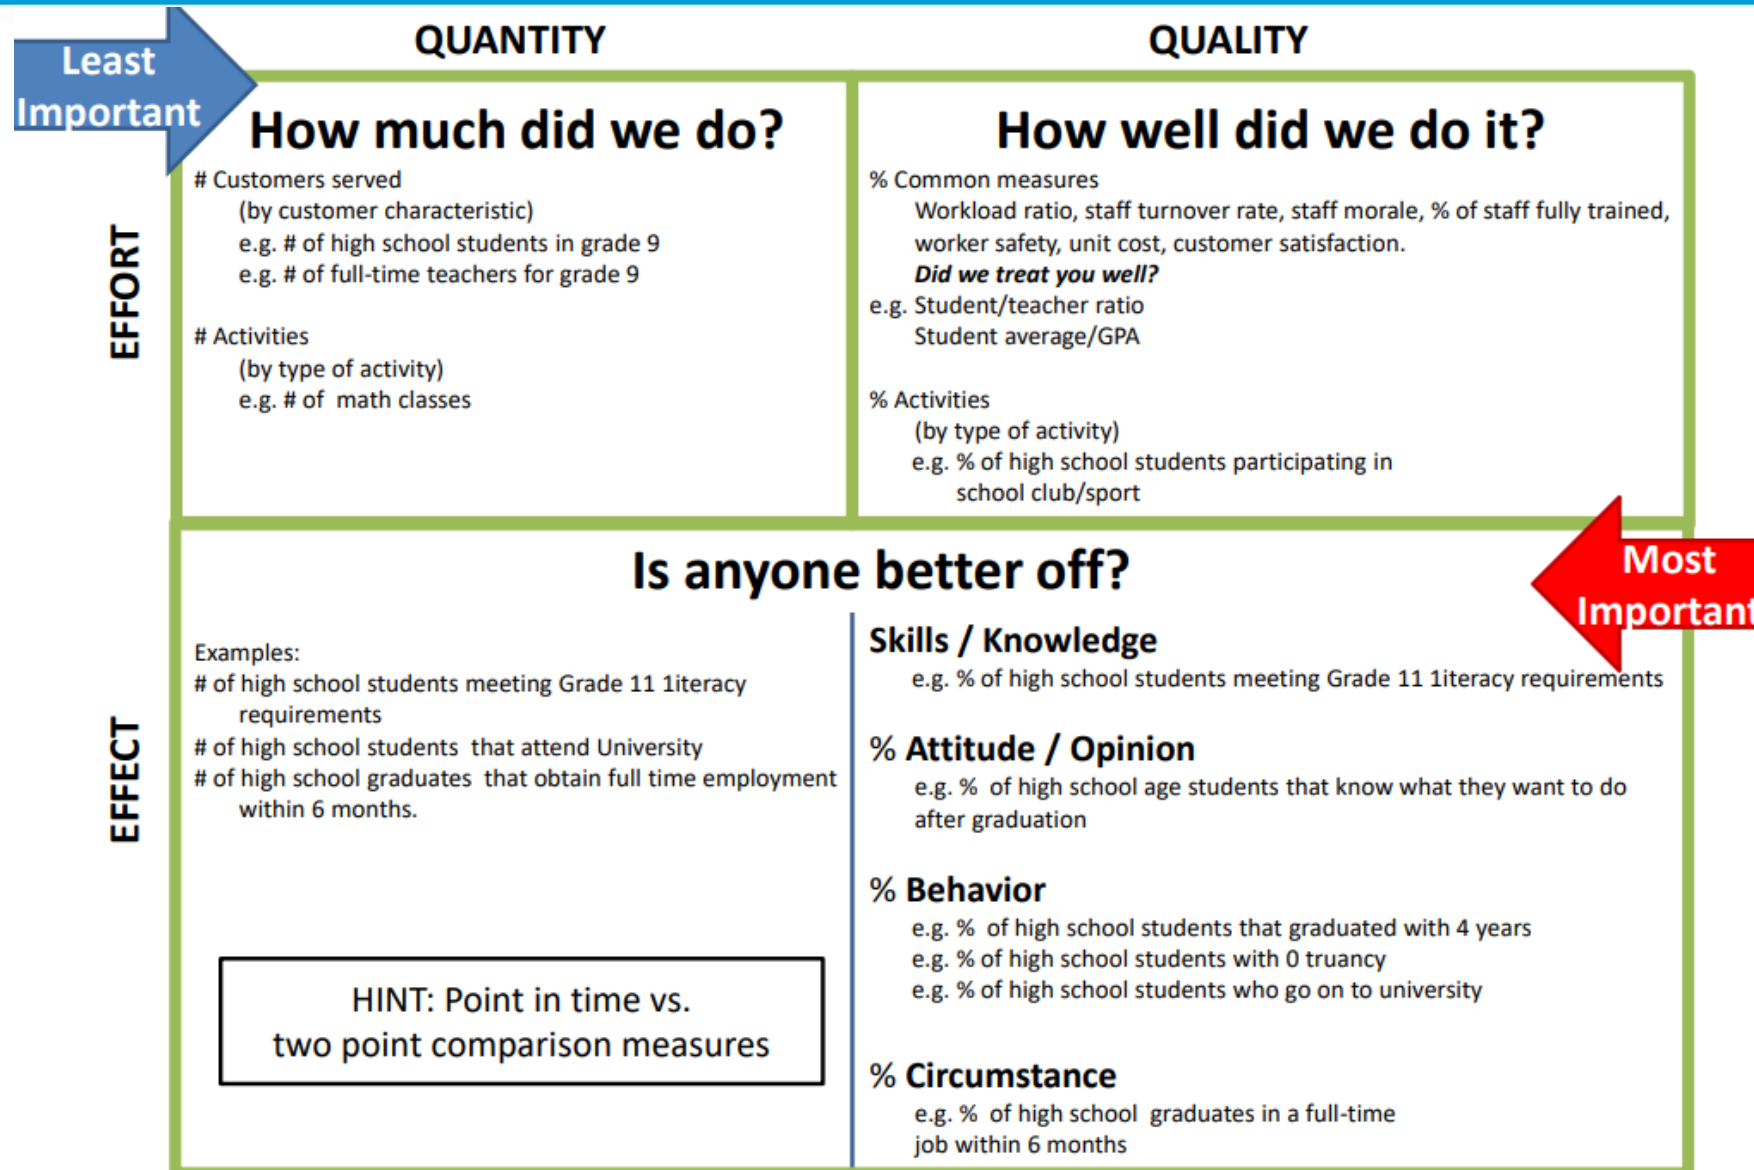 Least
Important
QUANTITY
QUALITY
EFFORT
How much did we do?
# Customers served
(by customer characteristic)
e.g. # of high school students in grade 9
e.g. # of full-time teachers for grade 9
# Activities
(by type of activity)
e.g. # of math classes
How well did we do it?
% Common measures
Workload ratio, staff turnover rate, staff morale, % of staff fully trained,
worker safety, unit cost, customer satisfaction.
Did we treat you well?
e.g. Student/teacher ratio
Student average/GPA
% Activities
(by type of activity)
e.g. % of high school students participating in
school club/sport
EFFECT
Is anyone better off?
Most
Important
Examples:
# of high school students meeting Grade 11 1iteracy
requirements
# of high school students that attend University
# of high school graduates that obtain full time employment
within 6 months.
HINT: Point in time vs.
two point comparison measures
Skills / Knowledge
e.g. % of high school students meeting Grade 11 1iteracy requirements
% Attitude / Opinion
e.g. % of high school age students that know what they want to do
after graduation
% Behavior
e.g. % of high school students that graduated with 4 years
e.g. % of high school students with 0 truancy
e.g. % of high school students who go on to university
% Circumstance
e.g. % of high school graduates in a full-time
job within 6 months